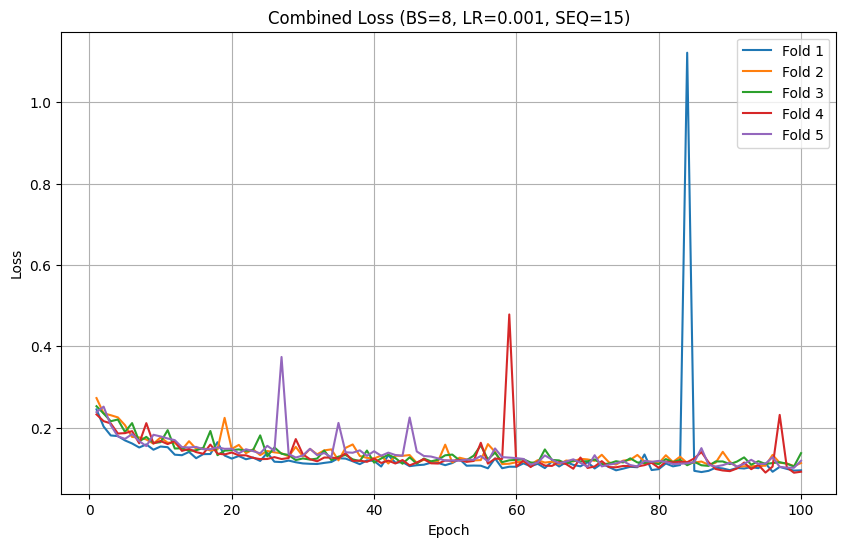 Combined Loss (BS=8, LR=0.001, SEQ=15)
Fold 1
Fold 2
Fold 3
Fold 4
Fold 5
Loss
1.0
0.8
0.6
0.4
0.2
0 20 40 60 80 100
Epoch